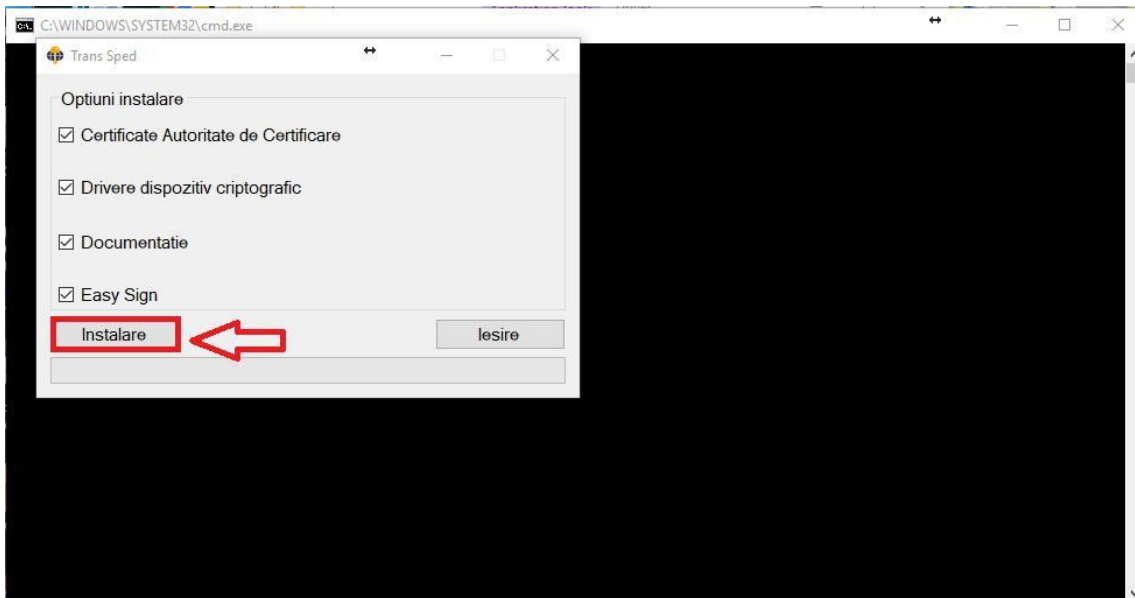 C:\WINDOWS\SYSTEM32\cmd.exe
Trans Sped
Optiuni instalare
Certificate Autoritate de Certificare
Drivere dispozitiv criptografic
Documentatie
Easy Sign
Instalare
Iesire